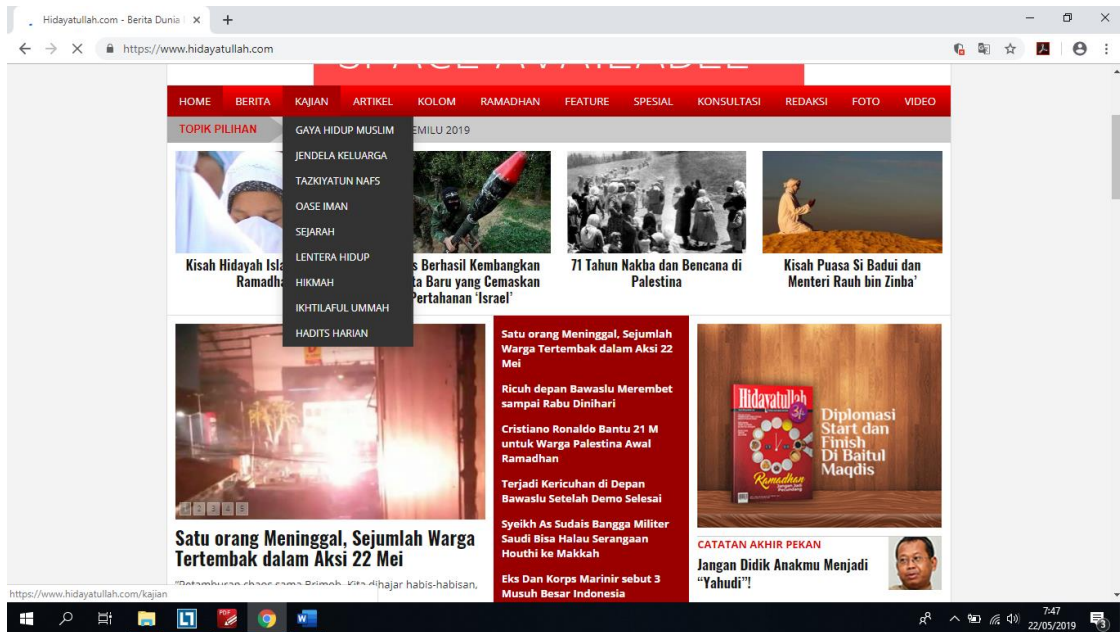 Hidayatullah.com - Berita Dunia
https://www.hidayatullah.com
HOME BERITA KAJIAN ARTIKEL KOLOM RAMADHAN FEATURE SPESIAL KONSULTASI REDAKSI FOTO VIDEO
TOPIK PILIHAN
EMILU 2019
GAYA HIDUP MUSLIM
JENDELA KELUARGA
TAZKIYATUN NAFS
OASE IMAN
SEJARAH
LENTERA HIDUP
HIKMAH
IKHTILAFUL UMMAH
HADITS HARIAN
Kisah Hidayah Isla
Ramadha
s Berhasil Kembangkan
ta Baru yang Cemaskan
Pertahanan ‘Israel’
71 Tahun Nakba dan Bencana di
Palestina
Kisah Puasa Si Badui dan
Menteri Rauh bin Zinba’
1 2 3 4 5
Satu orang Meninggal, Sejumlah Warga
Tertembak dalam Aksi 22 Mei
Satu orang Meninggal, Sejumlah
Warga Tertembak dalam Aksi 22
Mei
Ricuh depan Bawaslu Merembet
sampai Rabu Dinihari
Cristiano Ronaldo Bantu 21 M
untuk Warga Palestina Awal
Ramadhan
Terjadi Kericuhan di Depan
Bawaslu Setelah Demo Selesai
Syeikh As Sudais Bangga Militer
Saudi Bisa Halau Serangaan
Houthi ke Makkah
Eks Dan Korps Marinir sebut 3
Musuh Besar Indonesia
Hidayatullah
Ramadhan
Diplomasi
Start dan
Finish
Di Baitul
Maqdis
CATATAN AKHIR PEKAN
Jangan Didik Anakmu Menjadi
“Yahudi”!
https://www.hidayatullah.com/kajian
7:47
22/05/2019
3